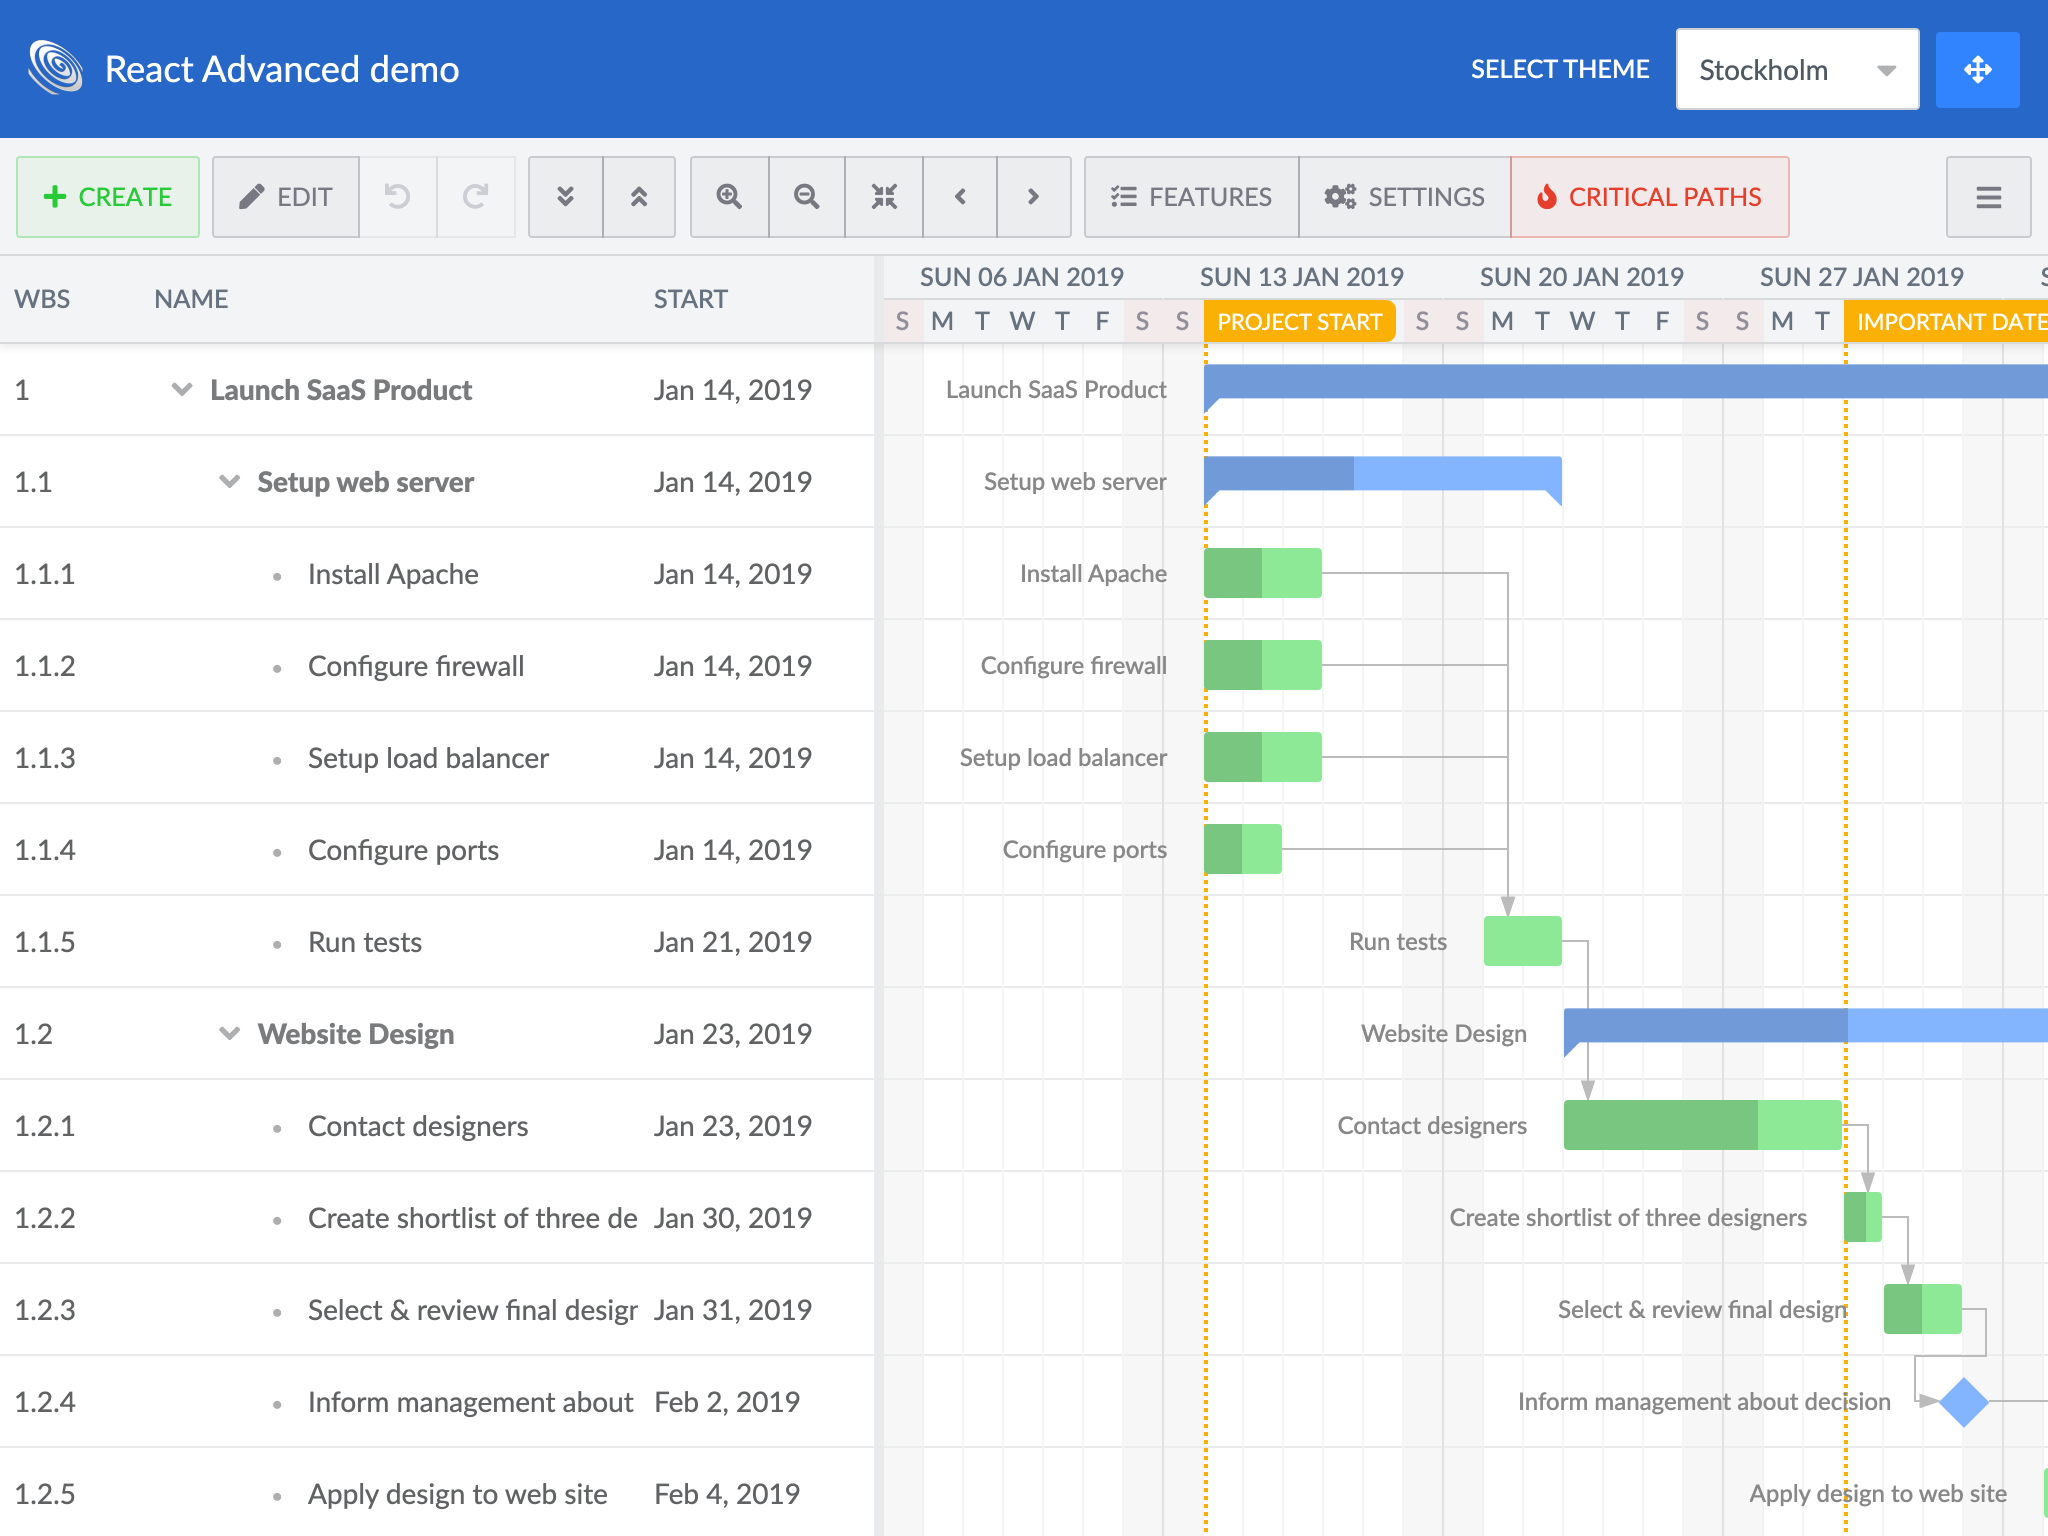 React Advanced demo
SELECT THEME
Stockholm
CREATE
EDIT
FEATURES
SETTINGS
CRITICAL PATHS
WBS NAME START
SUN 06 JAN 2019 SUN 13 JAN 2019 SUN 20 JAN 2019 SUN 27 JAN 2019 S
S M T W T F S S PROJECT START S S M T W T F S S M T IMPORTANT DATE
1 Launch SaaS Product Jan 14, 2019 Launch SaaS Product
1.1 Setup web server Jan 14, 2019 Setup web server
1.1.1 Install Apache Jan 14, 2019 Install Apache
1.1.2 Configure firewall Jan 14, 2019 Configure firewall
1.1.3 Setup load balancer Jan 14, 2019 Setup load balancer
1.1.4 Configure ports Jan 14, 2019 Configure ports
1.1.5 Run tests Jan 21, 2019 Run tests
1.2 Website Design Jan 23, 2019 Website Design
1.2.1 Contact designers Jan 23, 2019 Contact designers
1.2.2 Create shortlist of three de Jan 30, 2019 Create shortlist of three designers
1.2.3 Select & review final design Jan 31, 2019 Select & review final design
1.2.4 Inform management about Feb 2, 2019 Inform management about decision
1.2.5 Apply design to web site Feb 4, 2019 Apply design to web site